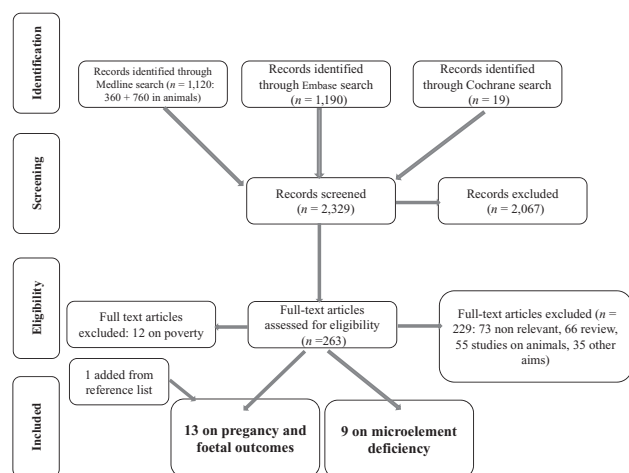 Identification
Records identified through
Medline search (n = 1,120:
360 + 760 in animals)
Records identified
through Embase search
(n = 1,190)
Records identified
through Cochrane search
(n = 19)
Screening
Records screened
(n = 2,329)
Records excluded
(n = 2,067)
Eligibility
Full text articles
excluded: 12 on poverty
Full-text articles
assessed for eligibility
(n =263)
Full-text articles excluded (n =
229: 73 non relevant, 66 review,
55 studies on animals, 35 other
aims)
Included
1 added from
reference list
13 on pregancy and
foetal outcomes
9 on microelement
deficiency